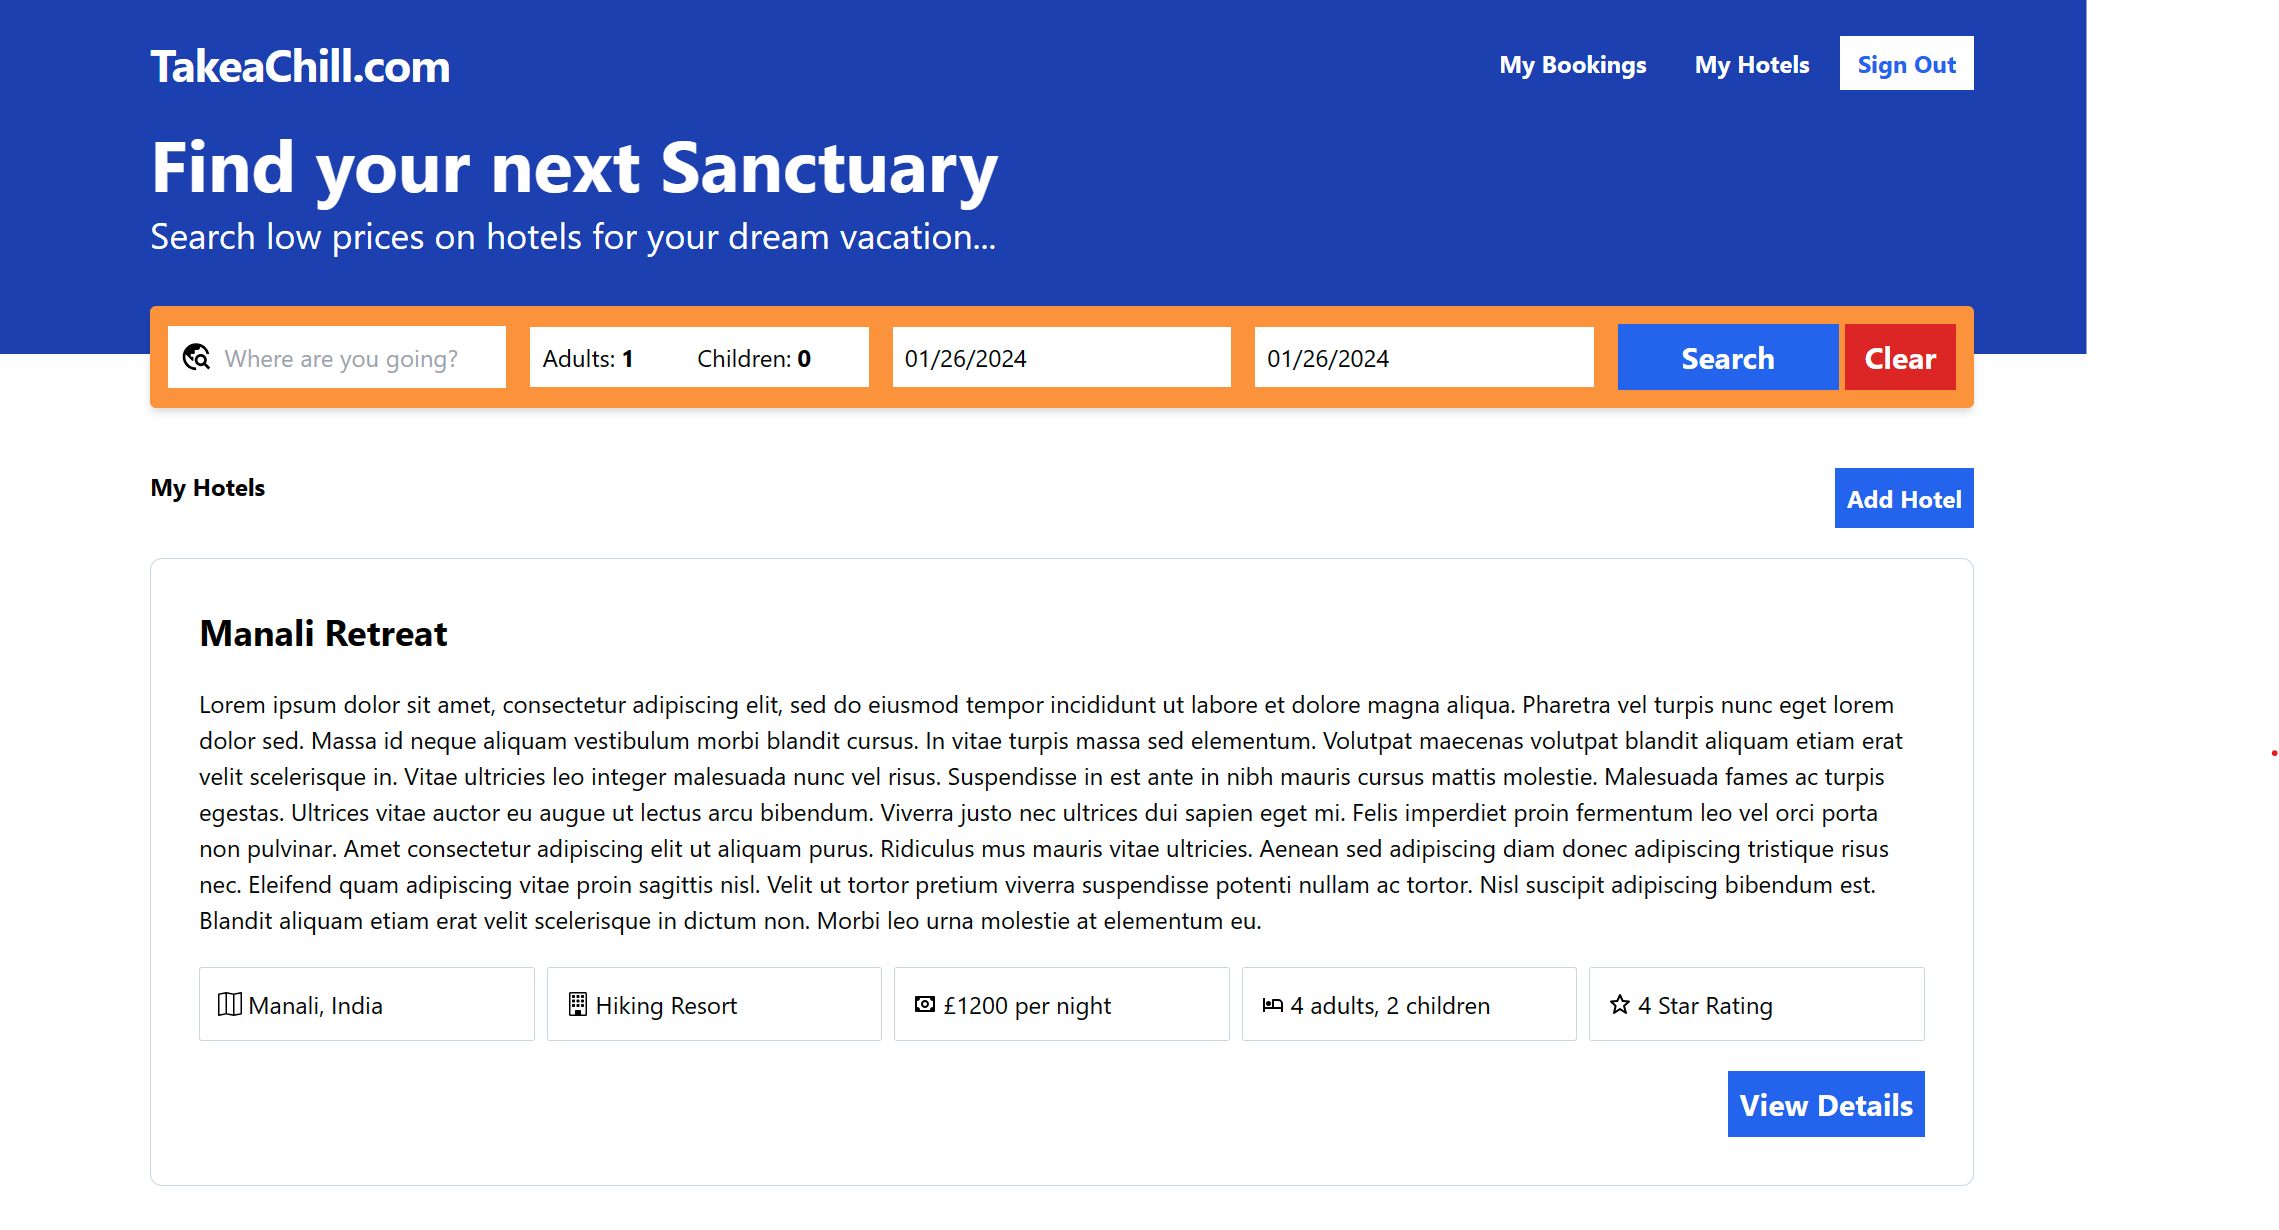 TakeaChill.com
My Bookings My Hotels Sign Out
Find your next Sanctuary
Search low prices on hotels for your dream vacation...
Where are you going? Adults: 1 Children: 0 01/26/2024 01/26/2024 Search Clear
My Hotels Add Hotel
Manali Retreat
Lorem ipsum dolor sit amet, consectetur adipiscing elit, sed do eiusmod tempor incididunt ut labore et dolore magna aliqua. Pharetra vel turpis nunc eget lorem
dolor sed. Massa id neque aliquam vestibulum morbi blandit cursus. In vitae turpis massa sed elementum. Volutpat maecenas volutpat blandit aliquam etiam erat
velit scelerisque in. Vitae ultricies leo integer malesuada nunc vel risus. Suspendisse in est ante in nibh mauris cursus mattis molestie. Malesuada fames ac turpis
egestas. Ultrices vitae auctor eu augue ut lectus arcu bibendum. Viverra justo nec ultrices dui sapien eget mi. Felis imperdiet proin fermentum leo vel orci porta
non pulvinar. Amet consectetur adipiscing elit ut aliquam purus. Ridiculus mus mauris vitae ultricies. Aenean sed adipiscing diam donec adipiscing tristique risus
nec. Eleifend quam adipiscing vitae proin sagittis nisl. Velit ut tortor pretium viverra suspendisse potenti nullam ac tortor. Nisl suscipit adipiscing bibendum est.
Blandit aliquam etiam erat velit scelerisque in dictum non. Morbi leo urna molestie at elementum eu.
Manali, India Hiking Resort £1200 per night 4 adults, 2 children 4 Star Rating
View Details